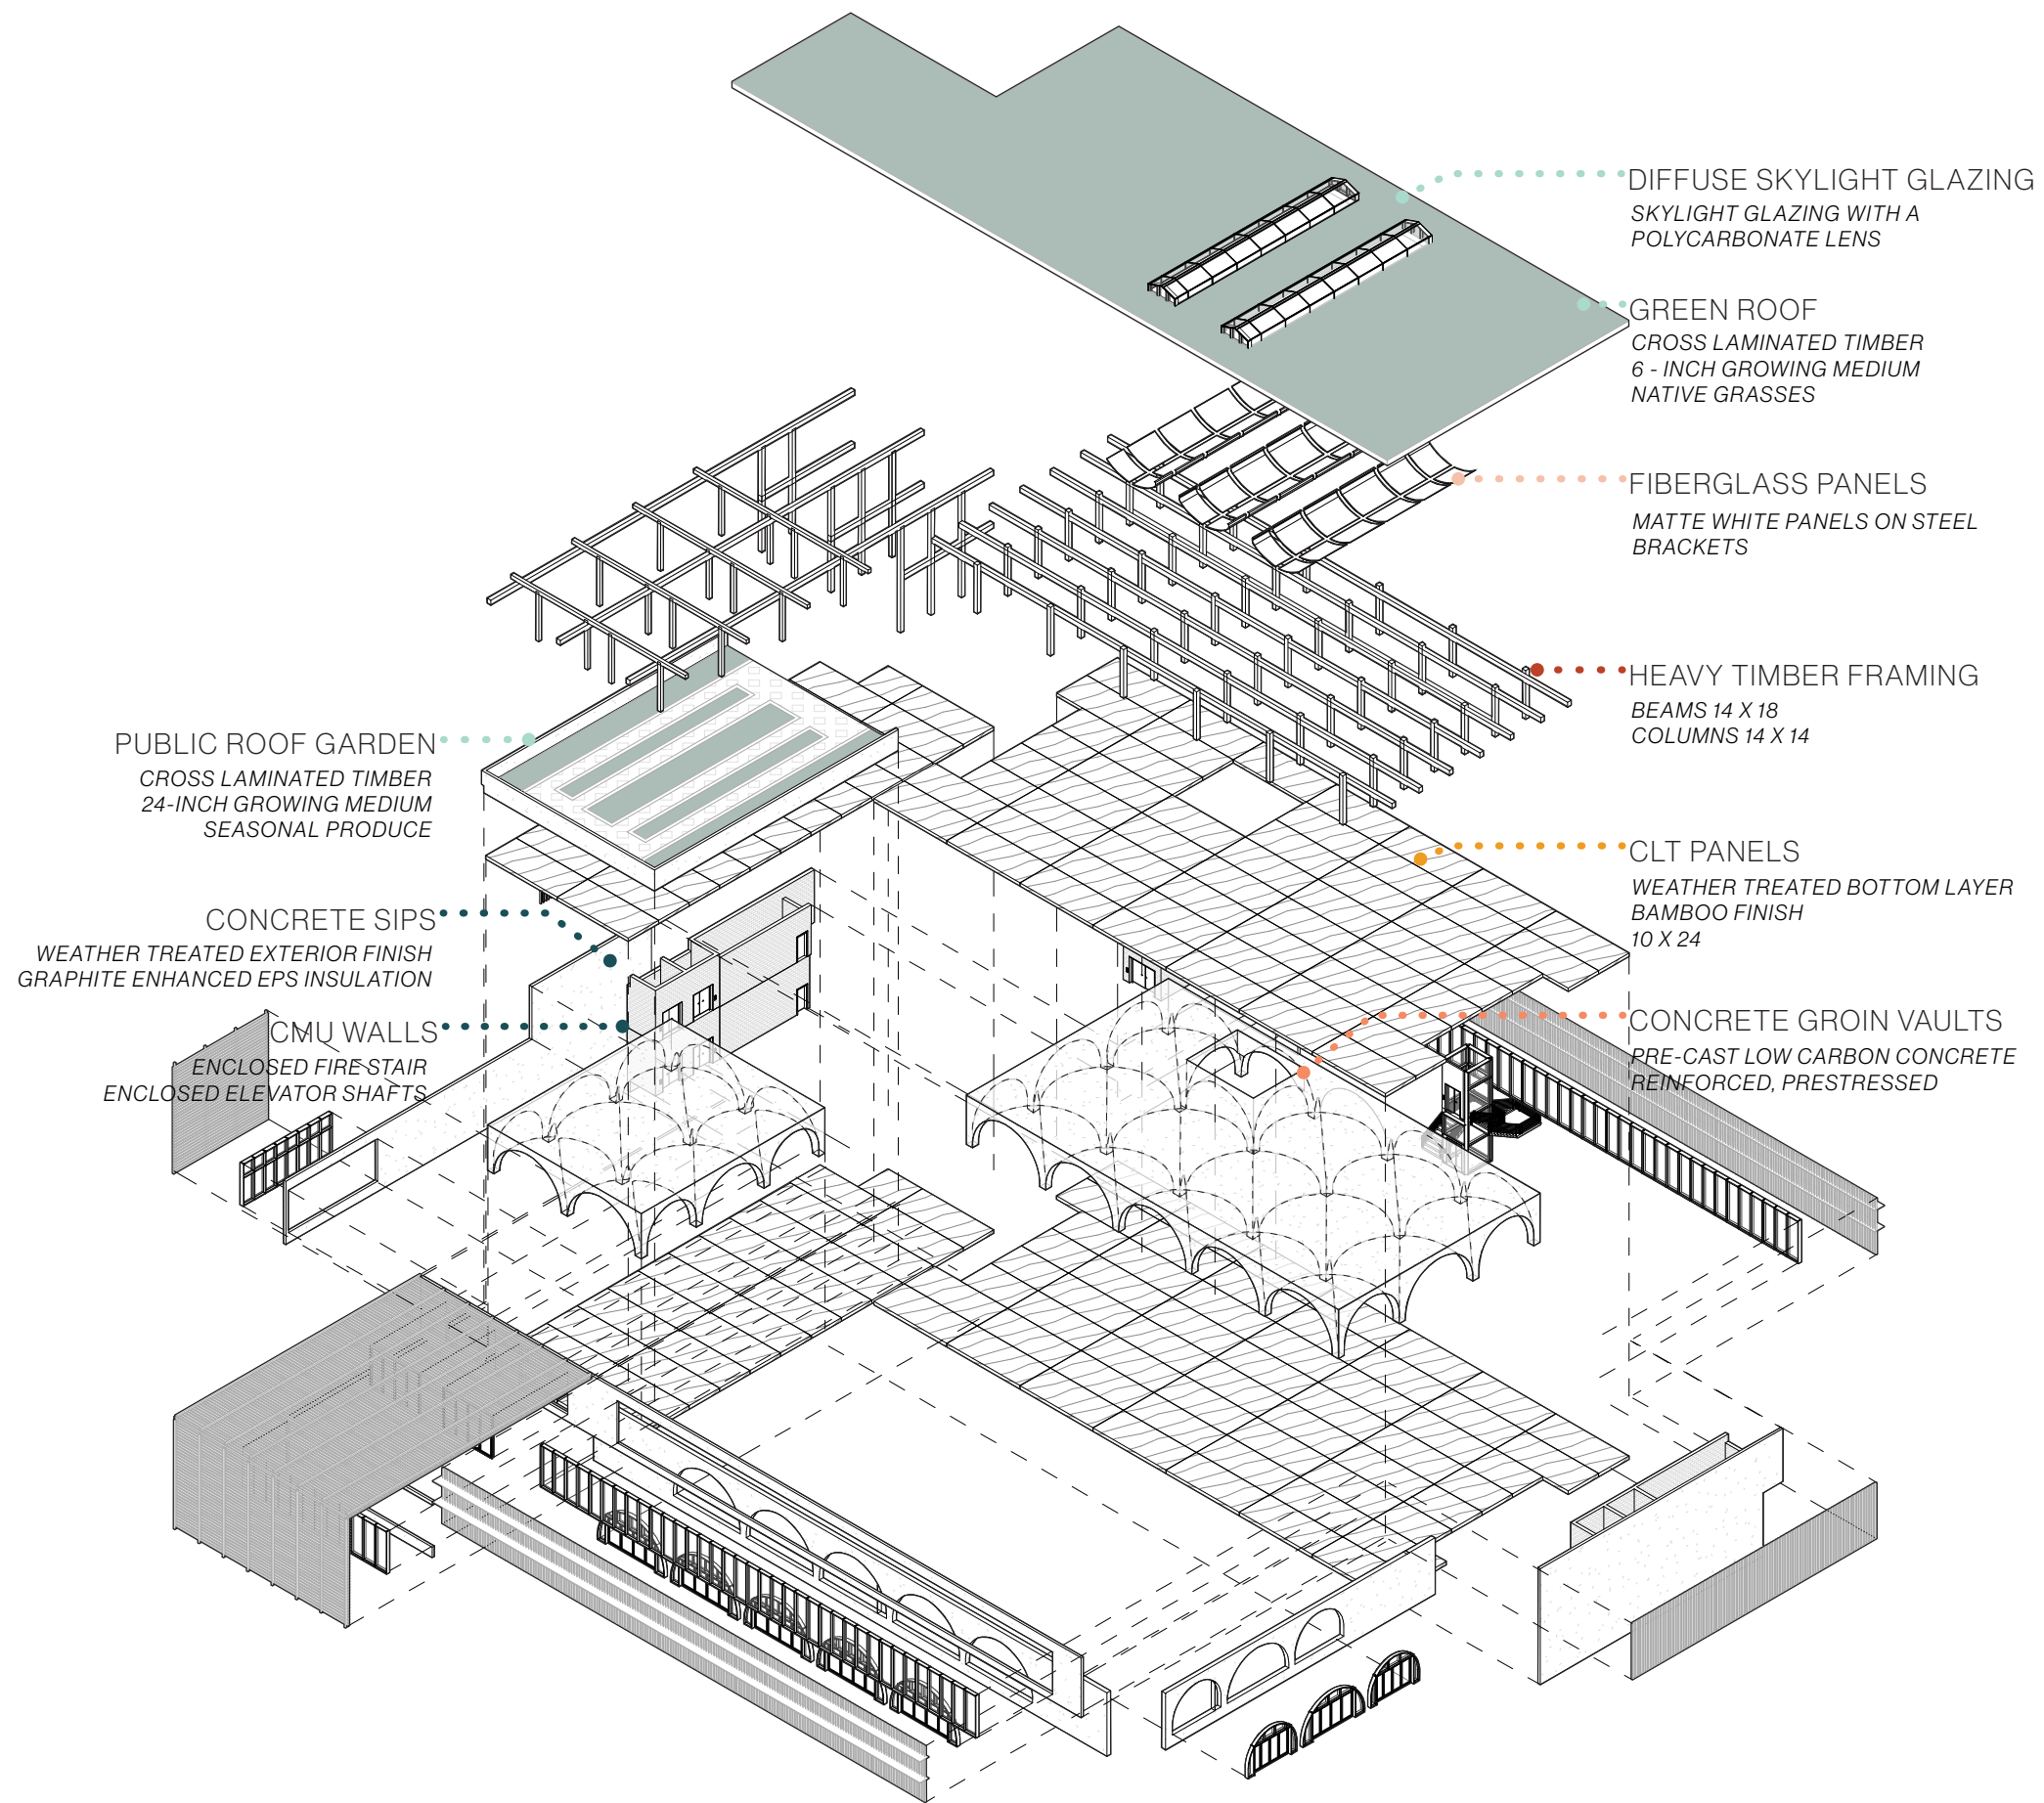 DIFFUSE SKYLIGHT GLAZING
SKYLIGHT GLAZING WITH A
POLYCARBONATE LENS
GREEN ROOF
CROSS LAMINATED TIMBER
6 - INCH GROWING MEDIUM
NATIVE GRASSES
FIBERGLASS PANELS
MATTE WHITE PANELS ON STEEL
BRACKETS
HEAVY TIMBER FRAMING
BEAMS 14 X 18
COLUMNS 14 X 14
PUBLIC ROOF GARDEN
CROSS LAMINATED TIMBER
24-INCH GROWING MEDIUM
SEASONAL PRODUCE
CLT PANELS
WEATHER TREATED BOTTOM LAYER
BAMBOO FINISH
10 X 24
CONCRETE SIPS
WEATHER TREATED EXTERIOR FINISH
GRAPHITE ENHANCED EPS INSULATION
CMU WALLS
ENCLOSED FIRE STAIR
ENCLOSED ELEVATOR SHAFTS
CONCRETE GROIN VAULTS
PRE-CAST LOW CARBON CONCRETE
REINFORCED, PRESTRESSED